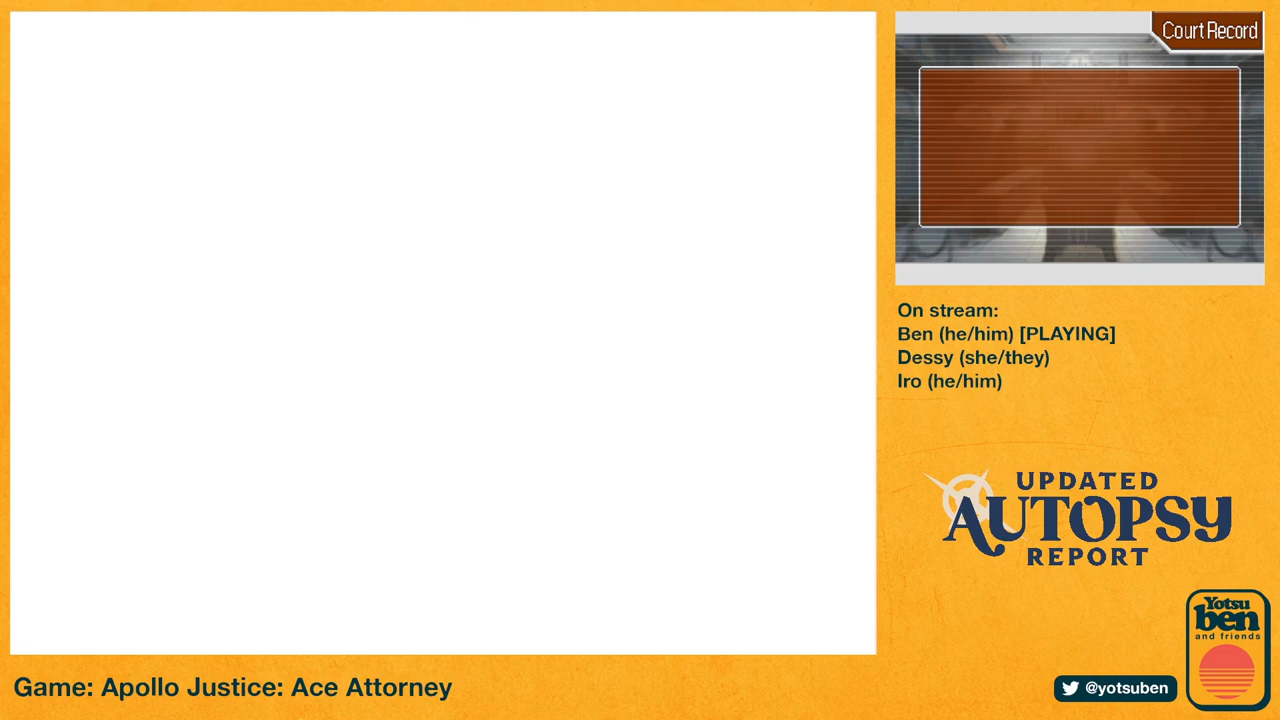 Court Record
On stream:
Ben (he/him) [PLAYING]
Dessy (she/they)
Iro (he/him)
UPDATED
AUTOPSY
REPORT
Yotsu
ben
and friends
@yotsuben
Game: Apollo Justice: Ace Attorney